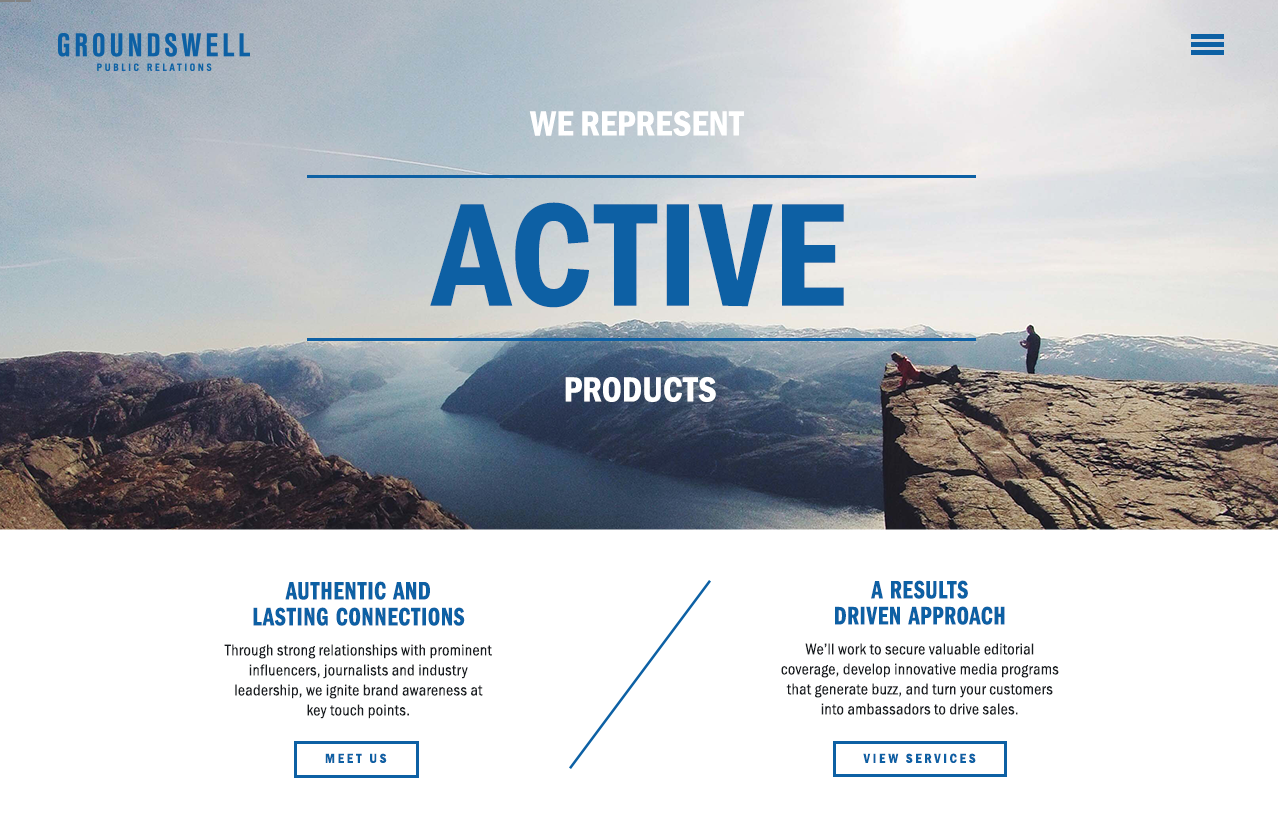 GROUNDSWELL
PUBLIC RELATIONS
WE REPRESENT
ACTIVE
PRODUCTS
AUTHENTIC AND
LASTING CONNECTIONS
Through strong relationships with prominent
influencers, journalists and industry
leadership, we ignite brand awareness at
key touch points.
MEET US
A RESULTS
DRIVEN APPROACH
We'll work to secure valuable editorial
coverage, develop innovative media programs
that generate buzz, and turn your customers
into ambassadors to drive sales.
VIEW SERVICES